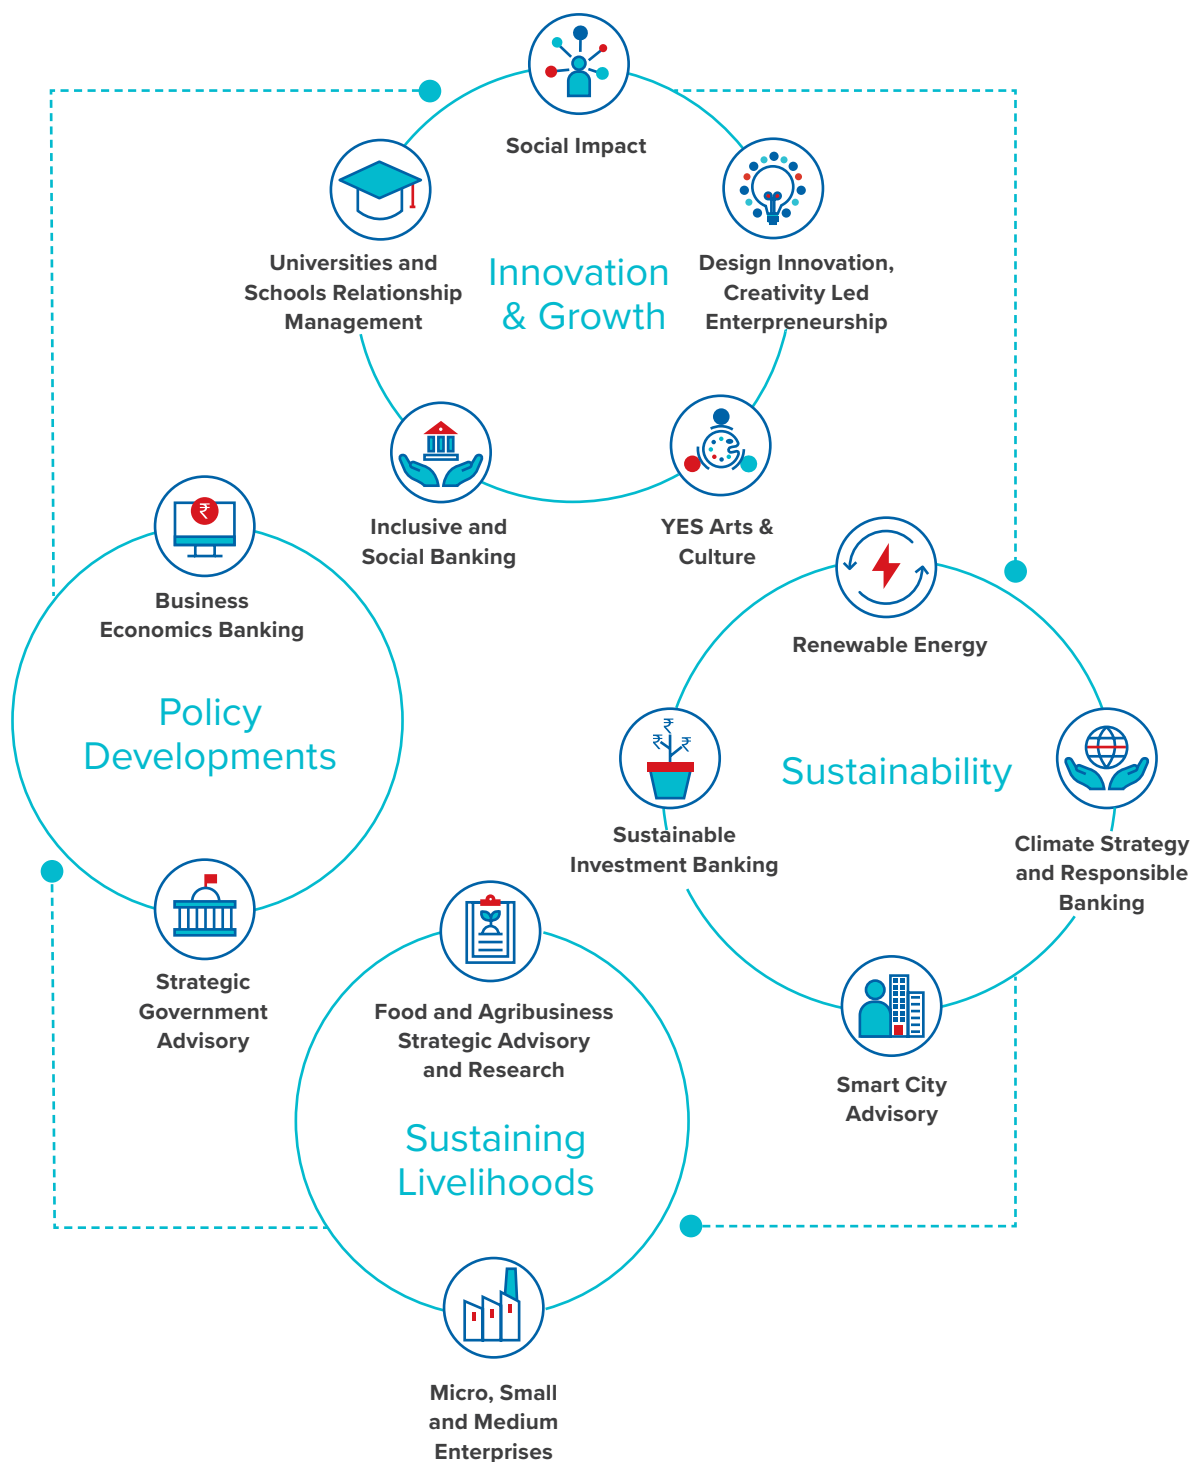 Social Impact
Universities and
Schools Relationship
Management
Innovation
& Growth
Design Innovation,
Creativity Led
Enterpreneurship
Inclusive and
Social Banking
YES Arts &
Culture
₹
Business
Economics Banking
Policy
Developments
Strategic
Government
Advisory
Renewable Energy
₹
₹ ₹
Sustainability
Sustainable
Investment Banking
Climate Strategy
and Responsible
Banking
Smart City
Advisory
Food and Agribusiness
Strategic Advisory
and Research
Sustaining
Livelihoods
Micro, Small
and Medium
Enterprises